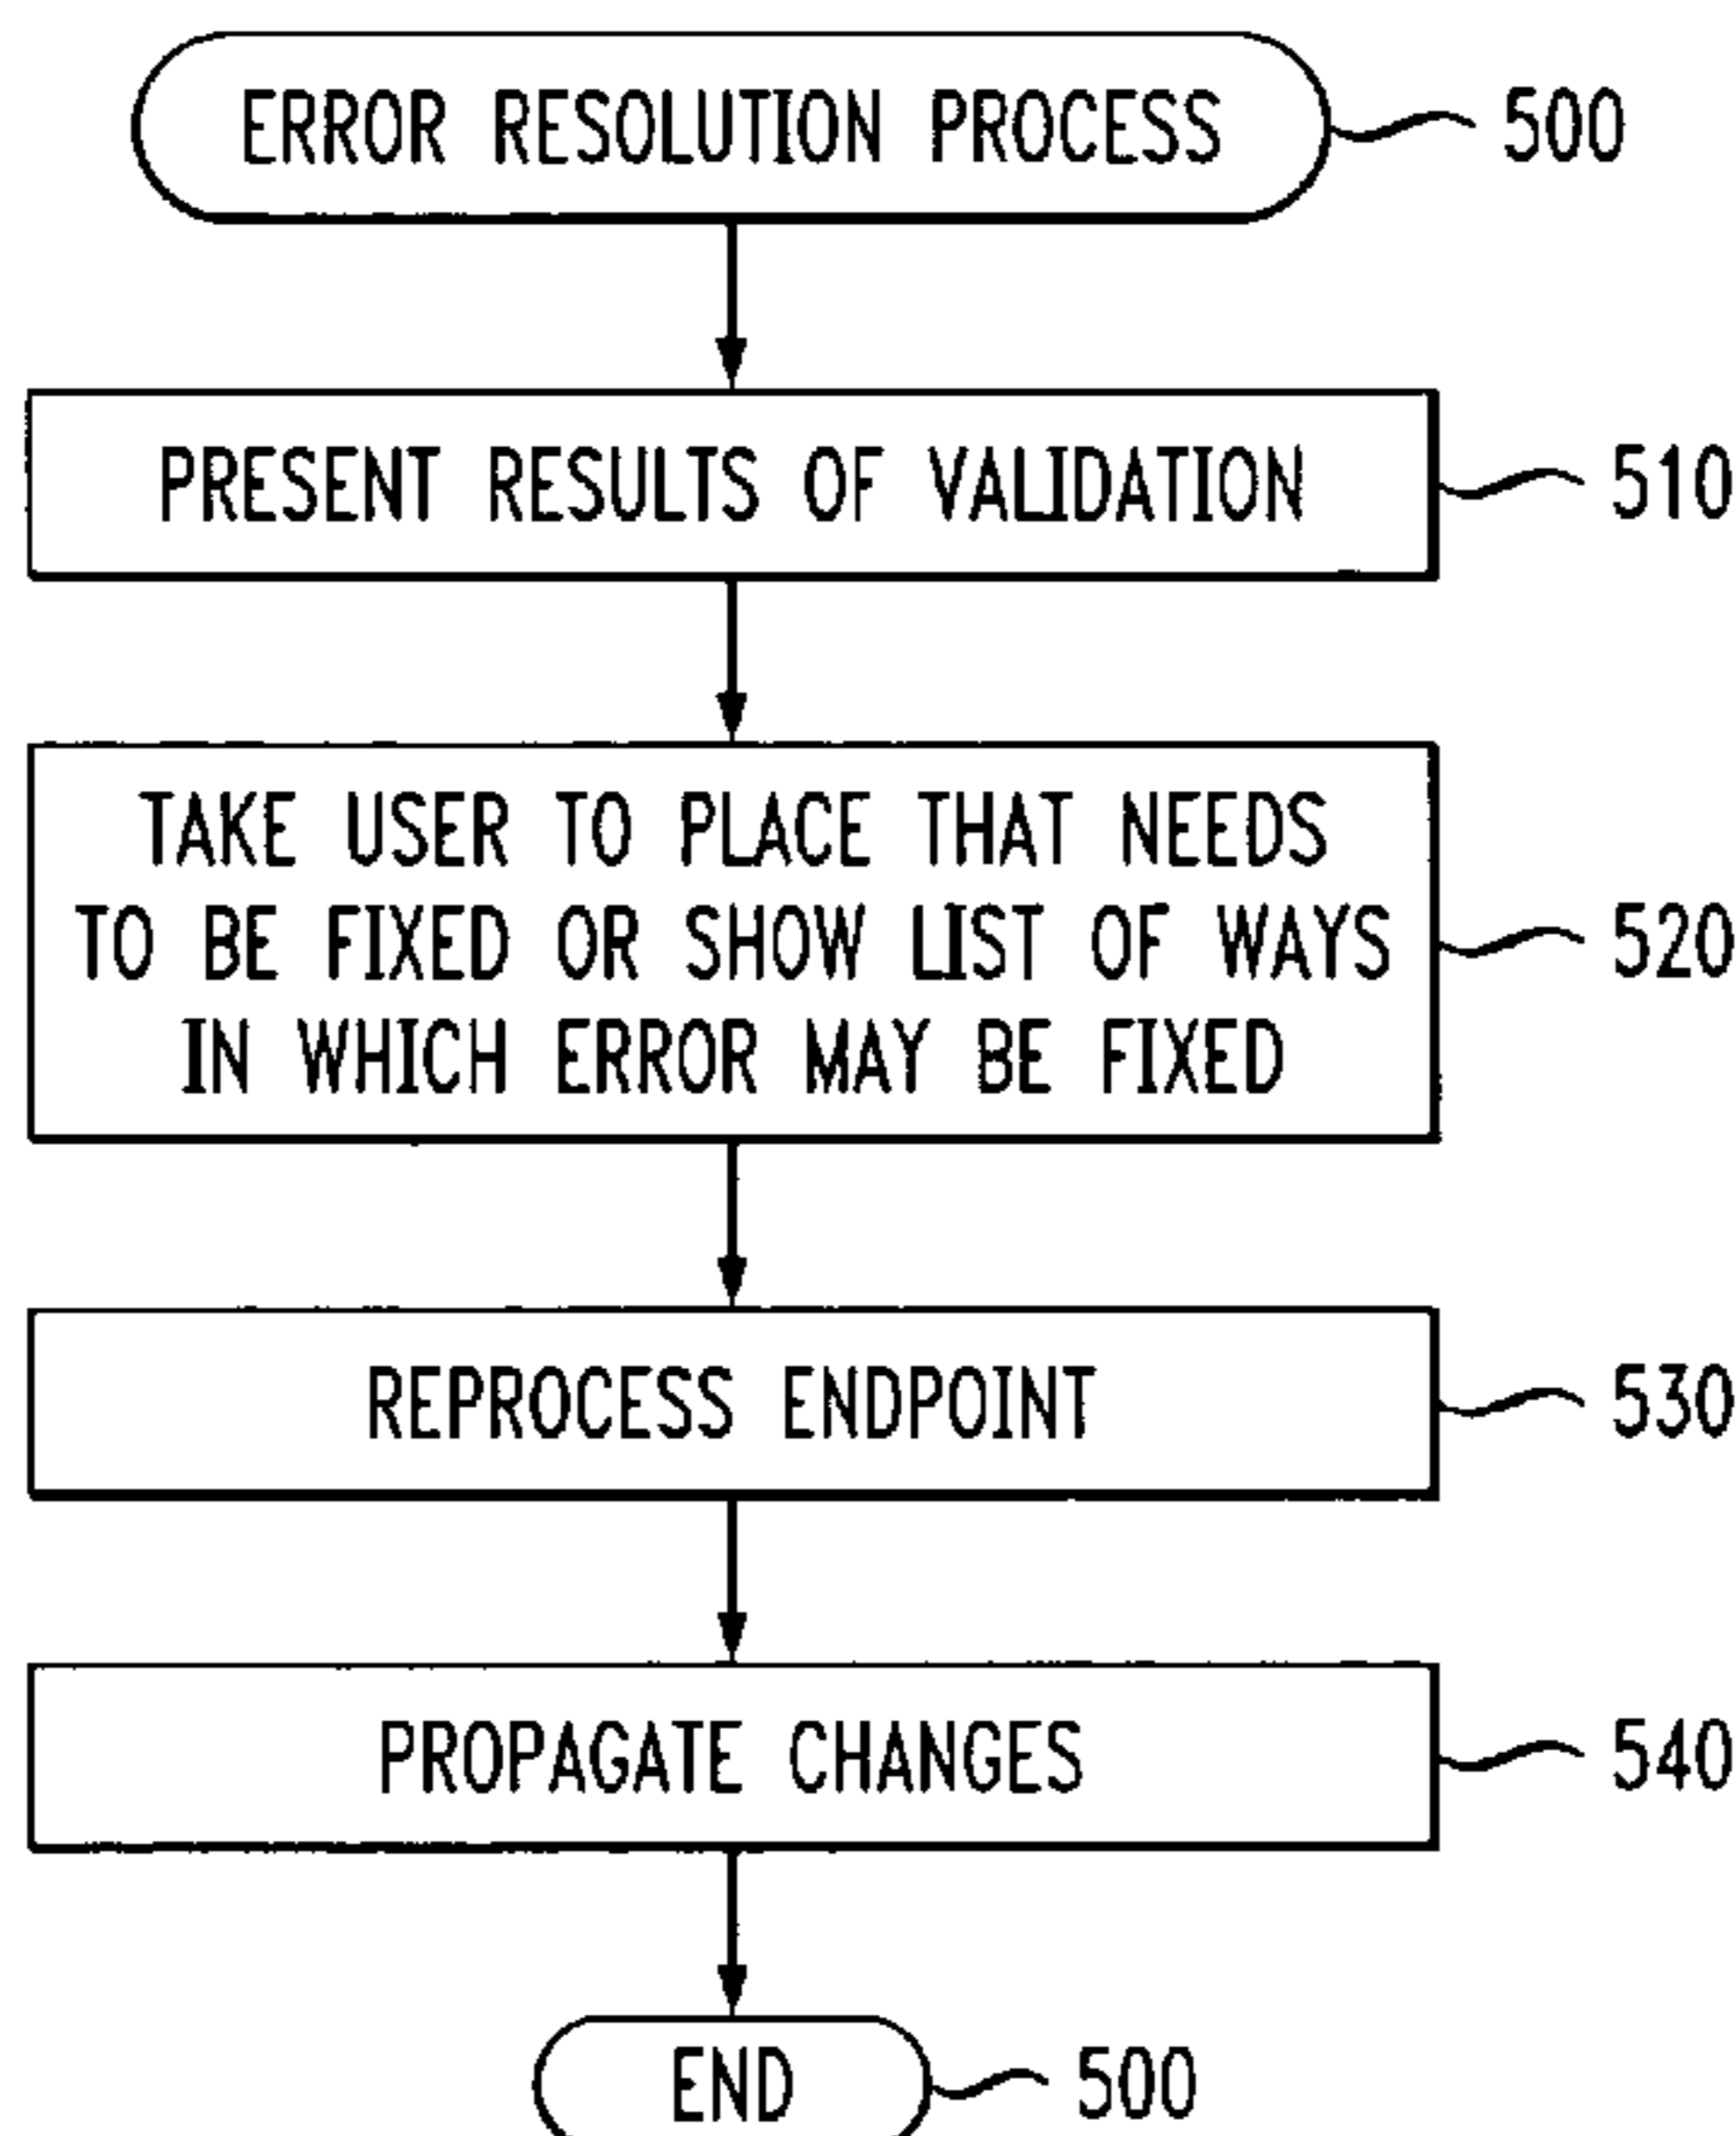 ERROR RESOLUTION PROCESS 500
PRESENT RESULTS OF VALIDATION 510
TAKE USER TO PLACE THAT NEEDS
TO BE FIXED OR SHOW LIST OF WAYS 520
IN WHICH ERROR MAY BE FIXED
REPROCESS ENDPOINT 530
PROPAGATE CHANGES 540
END 500